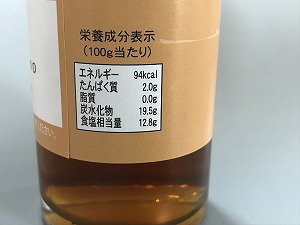 栄養成分表示
(100g当たり)
エネルギー 94kcal
たんぱく質 2.0g
脂質 0.0g
炭水化物 19.5g
食塩相当量 12.8g